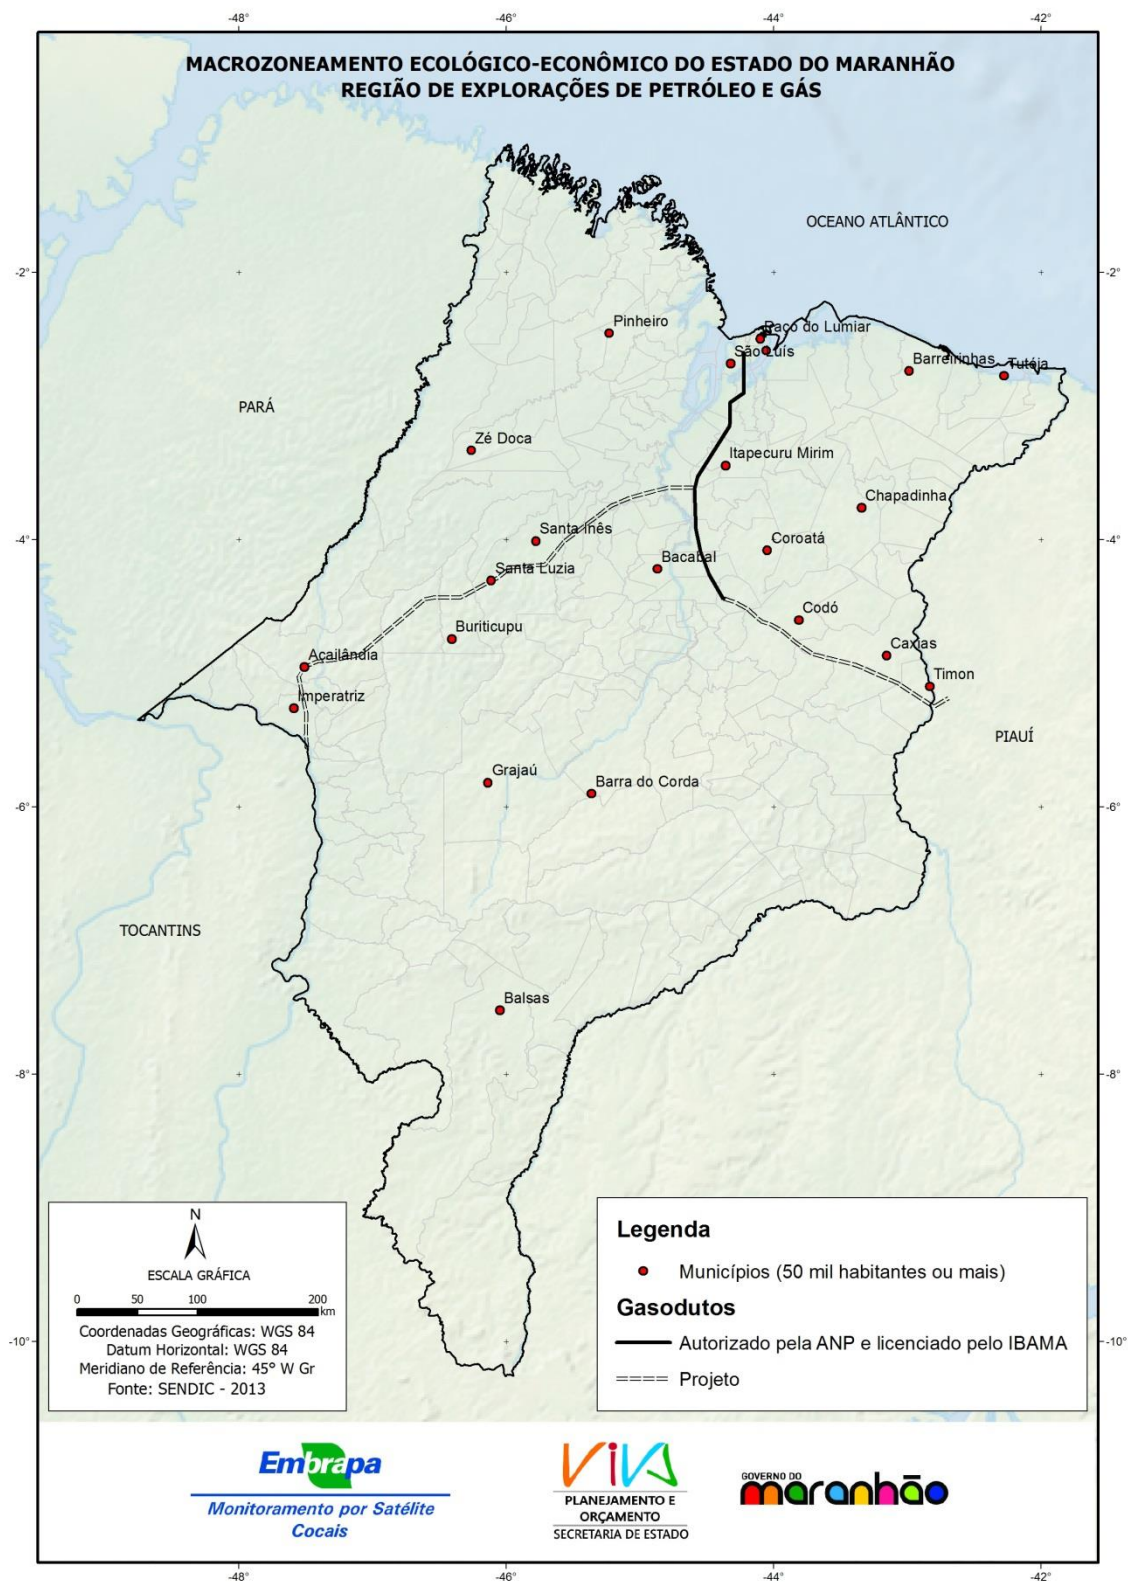 -48° -46° -44° -42°
MACROZONEAMENTO ECOLÓGICO-ECONÔMICO DO ESTADO DO MARANHÃO
REGIÃO DE EXPLORAÇÕES DE PETRÓLEO E GÁS
OCEANO ATLÂNTICO
-2° -2°
Pinheiro
Paço do Lumiar
São Luís
Barreirinhas
Tutóia
PARÁ
Zé Doca
Itapecuru Mirim
Chapadinha
Santa Inês
-4° -4°
Coroatá
Bacabal
Santa Luzia
Codó
Buriticupu
Caxias
Açailândia
Timon
Imperatriz
PIAUÍ
Grajaú
Barra do Corda
-6° -6°
TOCANTINS
Balsas
-8° -8°
N
ESCALA GRÁFICA
0 50 100 200
km
Coordenadas Geográficas: WGS 84
Datum Horizontal: WGS 84
Meridiano de Referência: 45° W Gr
Fonte: SENDIC - 2013
Legenda
Municípios (50 mil habitantes ou mais)
Gasodutos
Autorizado pela ANP e licenciado pelo IBAMA
Projeto
-10° -10°
Embrapa
Monitoramento por Satélite
Cocais
VIVA
PLANEJAMENTO E
ORÇAMENTO
SECRETARIA DE ESTADO
GOVERNO DO
maranhão
-48° -46° -44° -42°